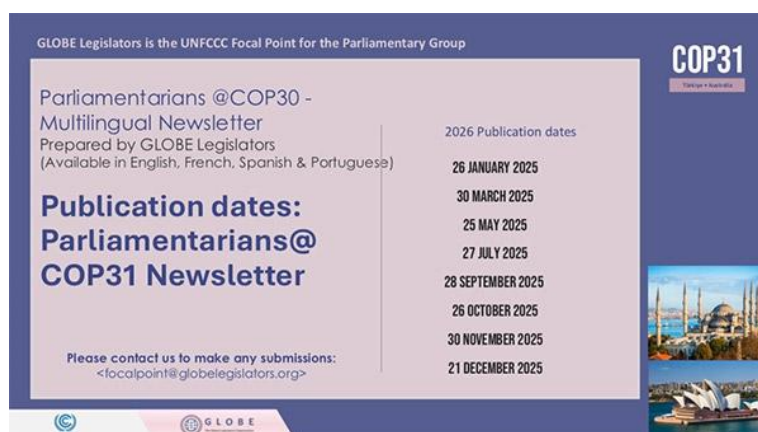 GLOBE Legislators is the UNFCCC Focal Point for the Parliamentary Group
COP31
Türkiye • Australia
Parliamentarians @COP30 -
Multilingual Newsletter
Prepared by GLOBE Legislators
(Available in English, French, Spanish & Portuguese)
Publication dates:
Parliamentarians@
COP31 Newsletter
Please contact us to make any submissions:
<focalpoint@globelegislators.org>
2026 Publication dates
26 JANUARY 2025
30 MARCH 2025
25 MAY 2025
27 JULY 2025
28 SEPTEMBER 2025
26 OCTOBER 2025
30 NOVEMBER 2025
21 DECEMBER 2025
GLOBE